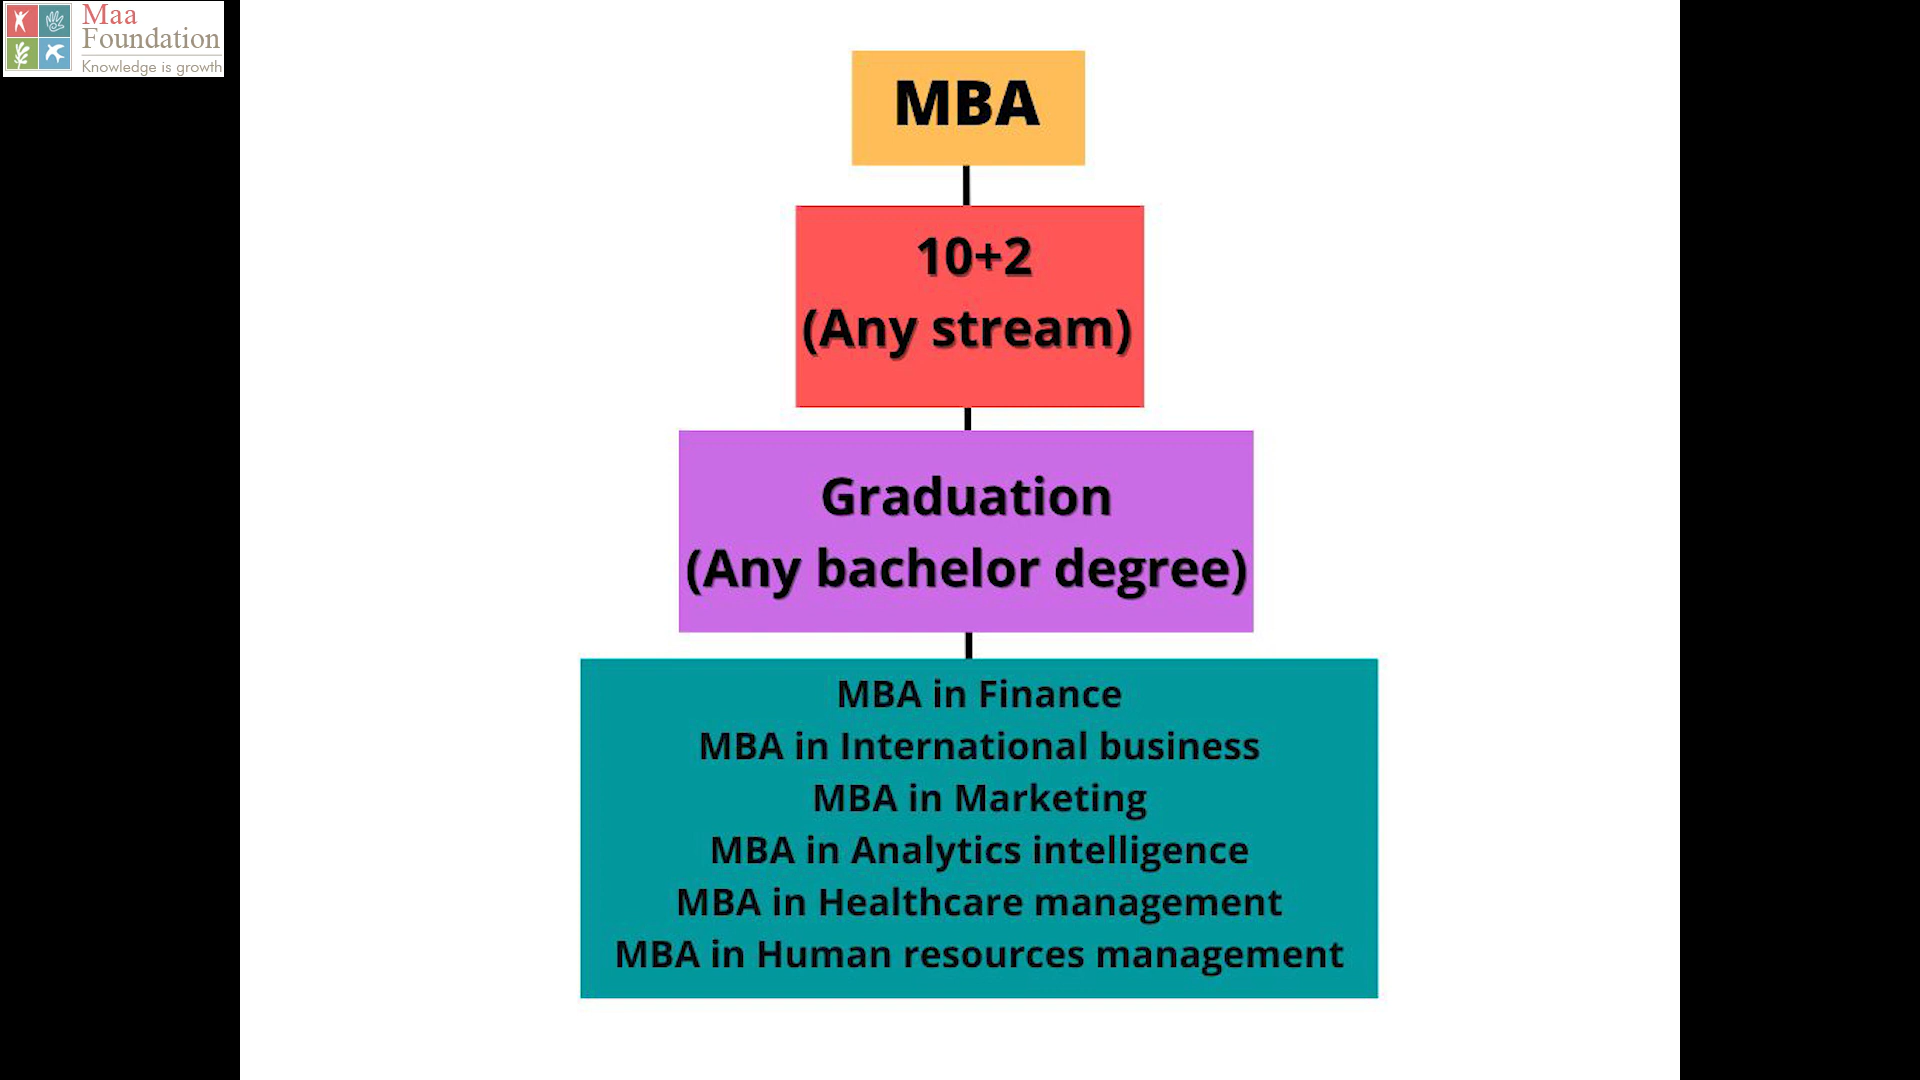 Maa
Foundation
Knowledge is growth
MBA
10+2
(Any stream)
Graduation
(Any bachelor degree)
MBA in Finance
MBA in International business
MBA in Marketing
MBA in Analytics intelligence
MBA in Healthcare management
MBA in Human resources management